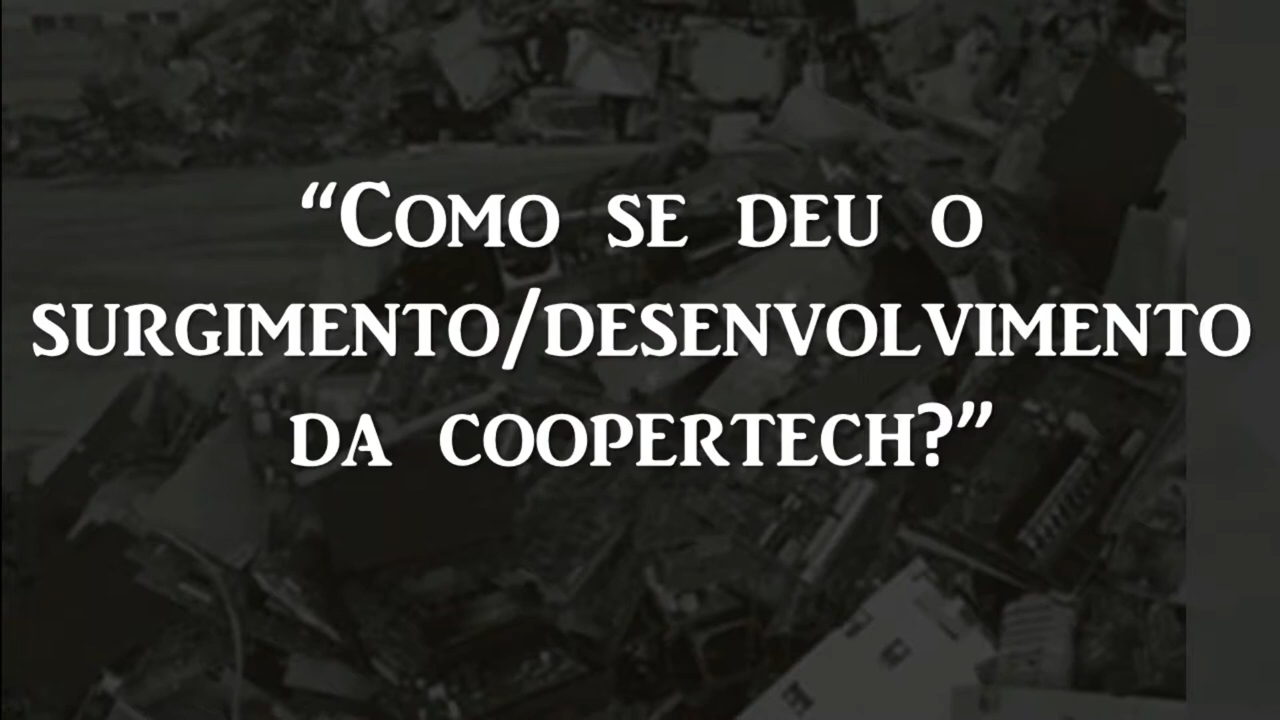 “Como se deu o
surgimento/desenvolvimento
da coopertech?”